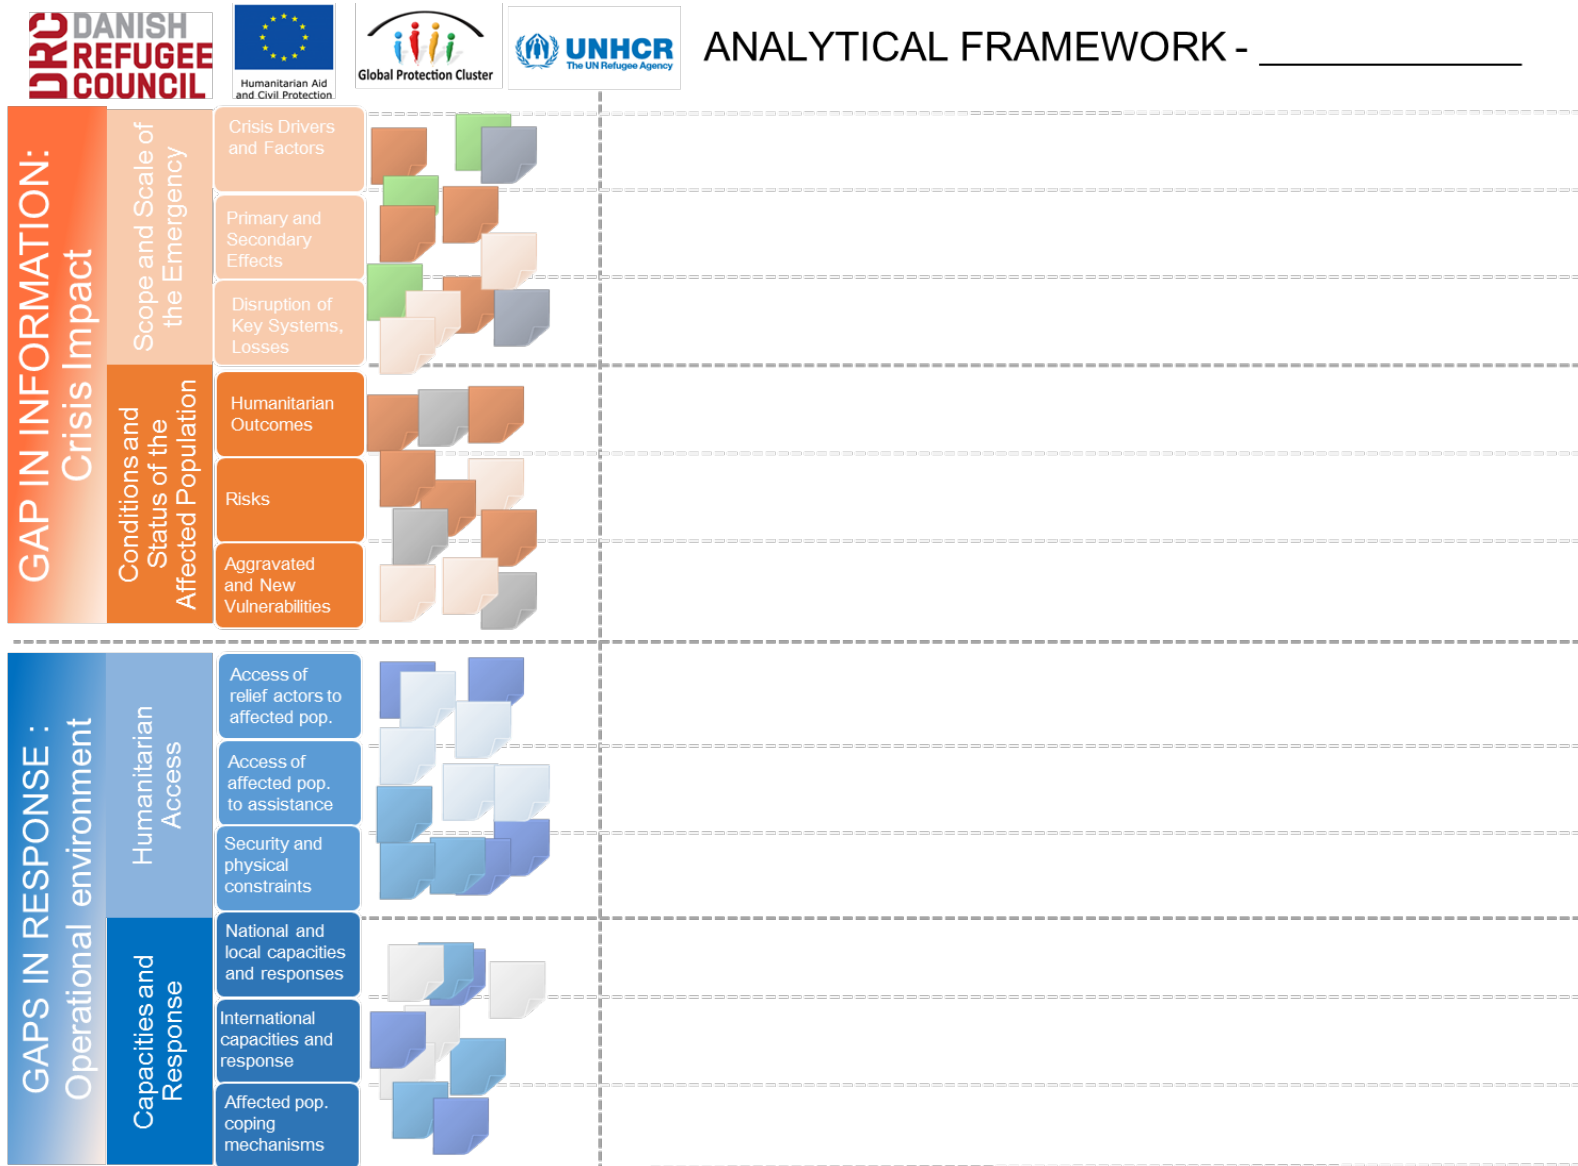 DRC
DANISH
REFUGEE
COUNCIL
Humanitarian Aid
and Civil Protection
Global Protection Cluster
UNHCR
The UN Refugee Agency
ANALYTICAL FRAMEWORK - ____________
GAP IN INFORMATION:
Crisis Impact
Scope and Scale of
the Emergency
Crisis Drivers
and Factors
Primary and
Secondary
Effects
Disruption of
Key Systems,
Losses
Conditions and
Status of the
Affected Population
Humanitarian
Outcomes
Risks
Aggravated
and New
Vulnerabilities
GAPS IN RESPONSE :
Operational environment
Humanitarian
Access
Access of
relief actors to
affected pop.
Access of
affected pop.
to assistance
Security and
physical
constraints
Capacities and
Response
National and
local capacities
and responses
International
capacities and
response
Affected pop.
coping
mechanisms